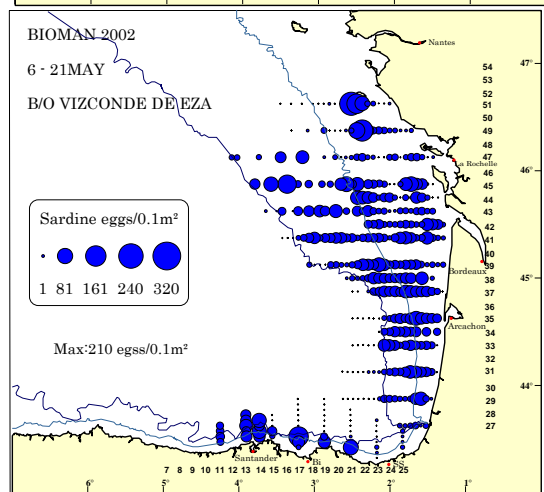 BIOMAN 2002
6 - 21MAY
B/O VIZCONDE DE EZA
Nantes
47°
54
53
52
51
50
49
48
47
La Rochelle
46°
46
45
44
43
42
41
40
39
Bordeaux
45°
38
37
36
35
Arcachon
34
33
32
31
30
44°
29
28
27
Sardine eggs/0.1m²
1 81 161 240 320
Max:210 egss/0.1m²
Santander
Bi
SS
7 8 9 10 11 12 13 14 15 16 17 18 19 20 21 22 23 24 25
6° 5° 4° 3° 2° 1°